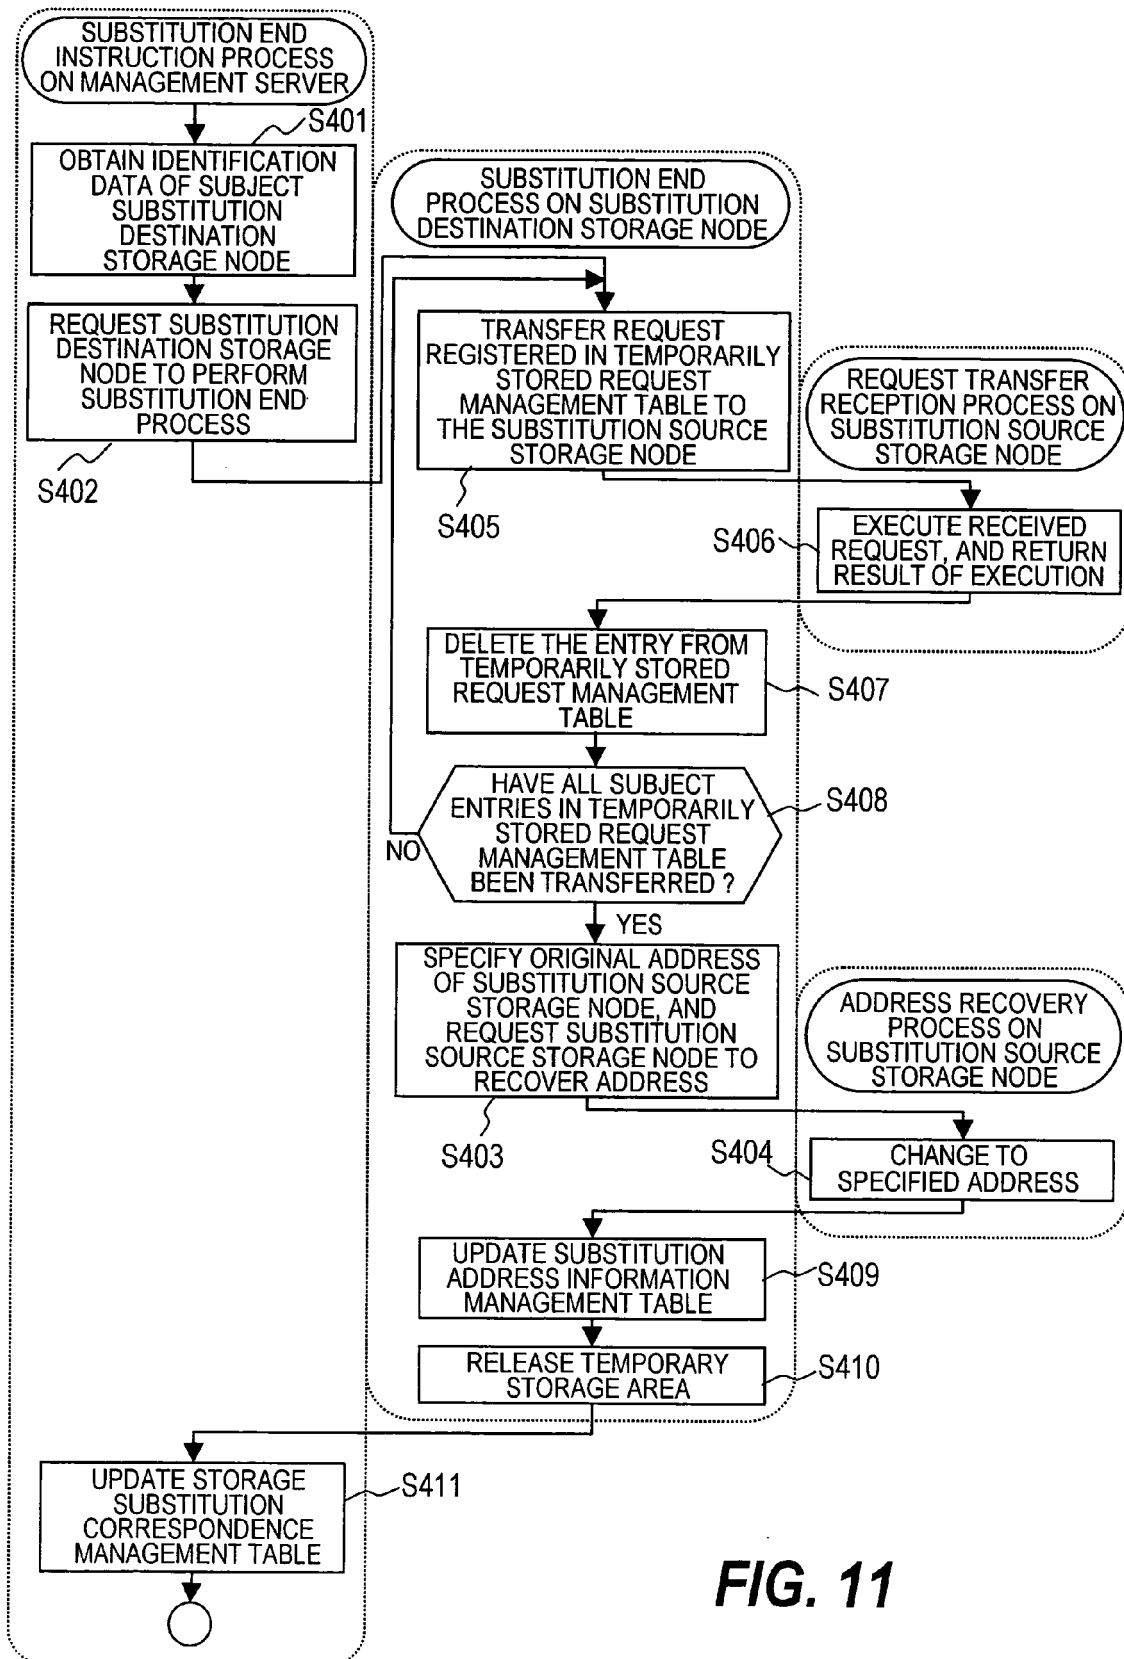 SUBSTITUTION END
INSTRUCTION PROCESS
ON MANAGEMENT SERVER
S401
OBTAIN IDENTIFICATION
DATA OF SUBJECT
SUBSTITUTION
DESTINATION
STORAGE NODE
REQUEST SUBSTITUTION
DESTINATION STORAGE
NODE TO PERFORM
SUBSTITUTION END
PROCESS
S402
SUBSTITUTION END
PROCESS ON SUBSTITUTION
DESTINATION STORAGE NODE
TRANSFER REQUEST
REGISTERED IN TEMPORARILY
STORED REQUEST
MANAGEMENT TABLE TO
THE SUBSTITUTION SOURCE
STORAGE NODE
S405
REQUEST TRANSFER
RECEPTION PROCESS ON
SUBSTITUTION SOURCE
STORAGE NODE
S406
EXECUTE RECEIVED
REQUEST, AND RETURN
RESULT OF EXECUTION
DELETE THE ENTRY FROM
TEMPORARILY STORED
REQUEST MANAGEMENT
TABLE
S407
HAVE ALL SUBJECT
ENTRIES IN TEMPORARILY
STORED REQUEST
MANAGEMENT TABLE
BEEN TRANSFERRED ?
S408
NO
YES
SPECIFY ORIGINAL ADDRESS
OF SUBSTITUTION SOURCE
STORAGE NODE, AND
REQUEST SUBSTITUTION
SOURCE STORAGE NODE TO
RECOVER ADDRESS
S403
ADDRESS RECOVERY
PROCESS ON
SUBSTITUTION SOURCE
STORAGE NODE
S404
CHANGE TO
SPECIFIED ADDRESS
UPDATE SUBSTITUTION
ADDRESS INFORMATION
MANAGEMENT TABLE
S409
RELEASE TEMPORARY
STORAGE AREA
S410
UPDATE STORAGE
SUBSTITUTION
CORRESPONDENCE
MANAGEMENT TABLE
S411
FIG. 11